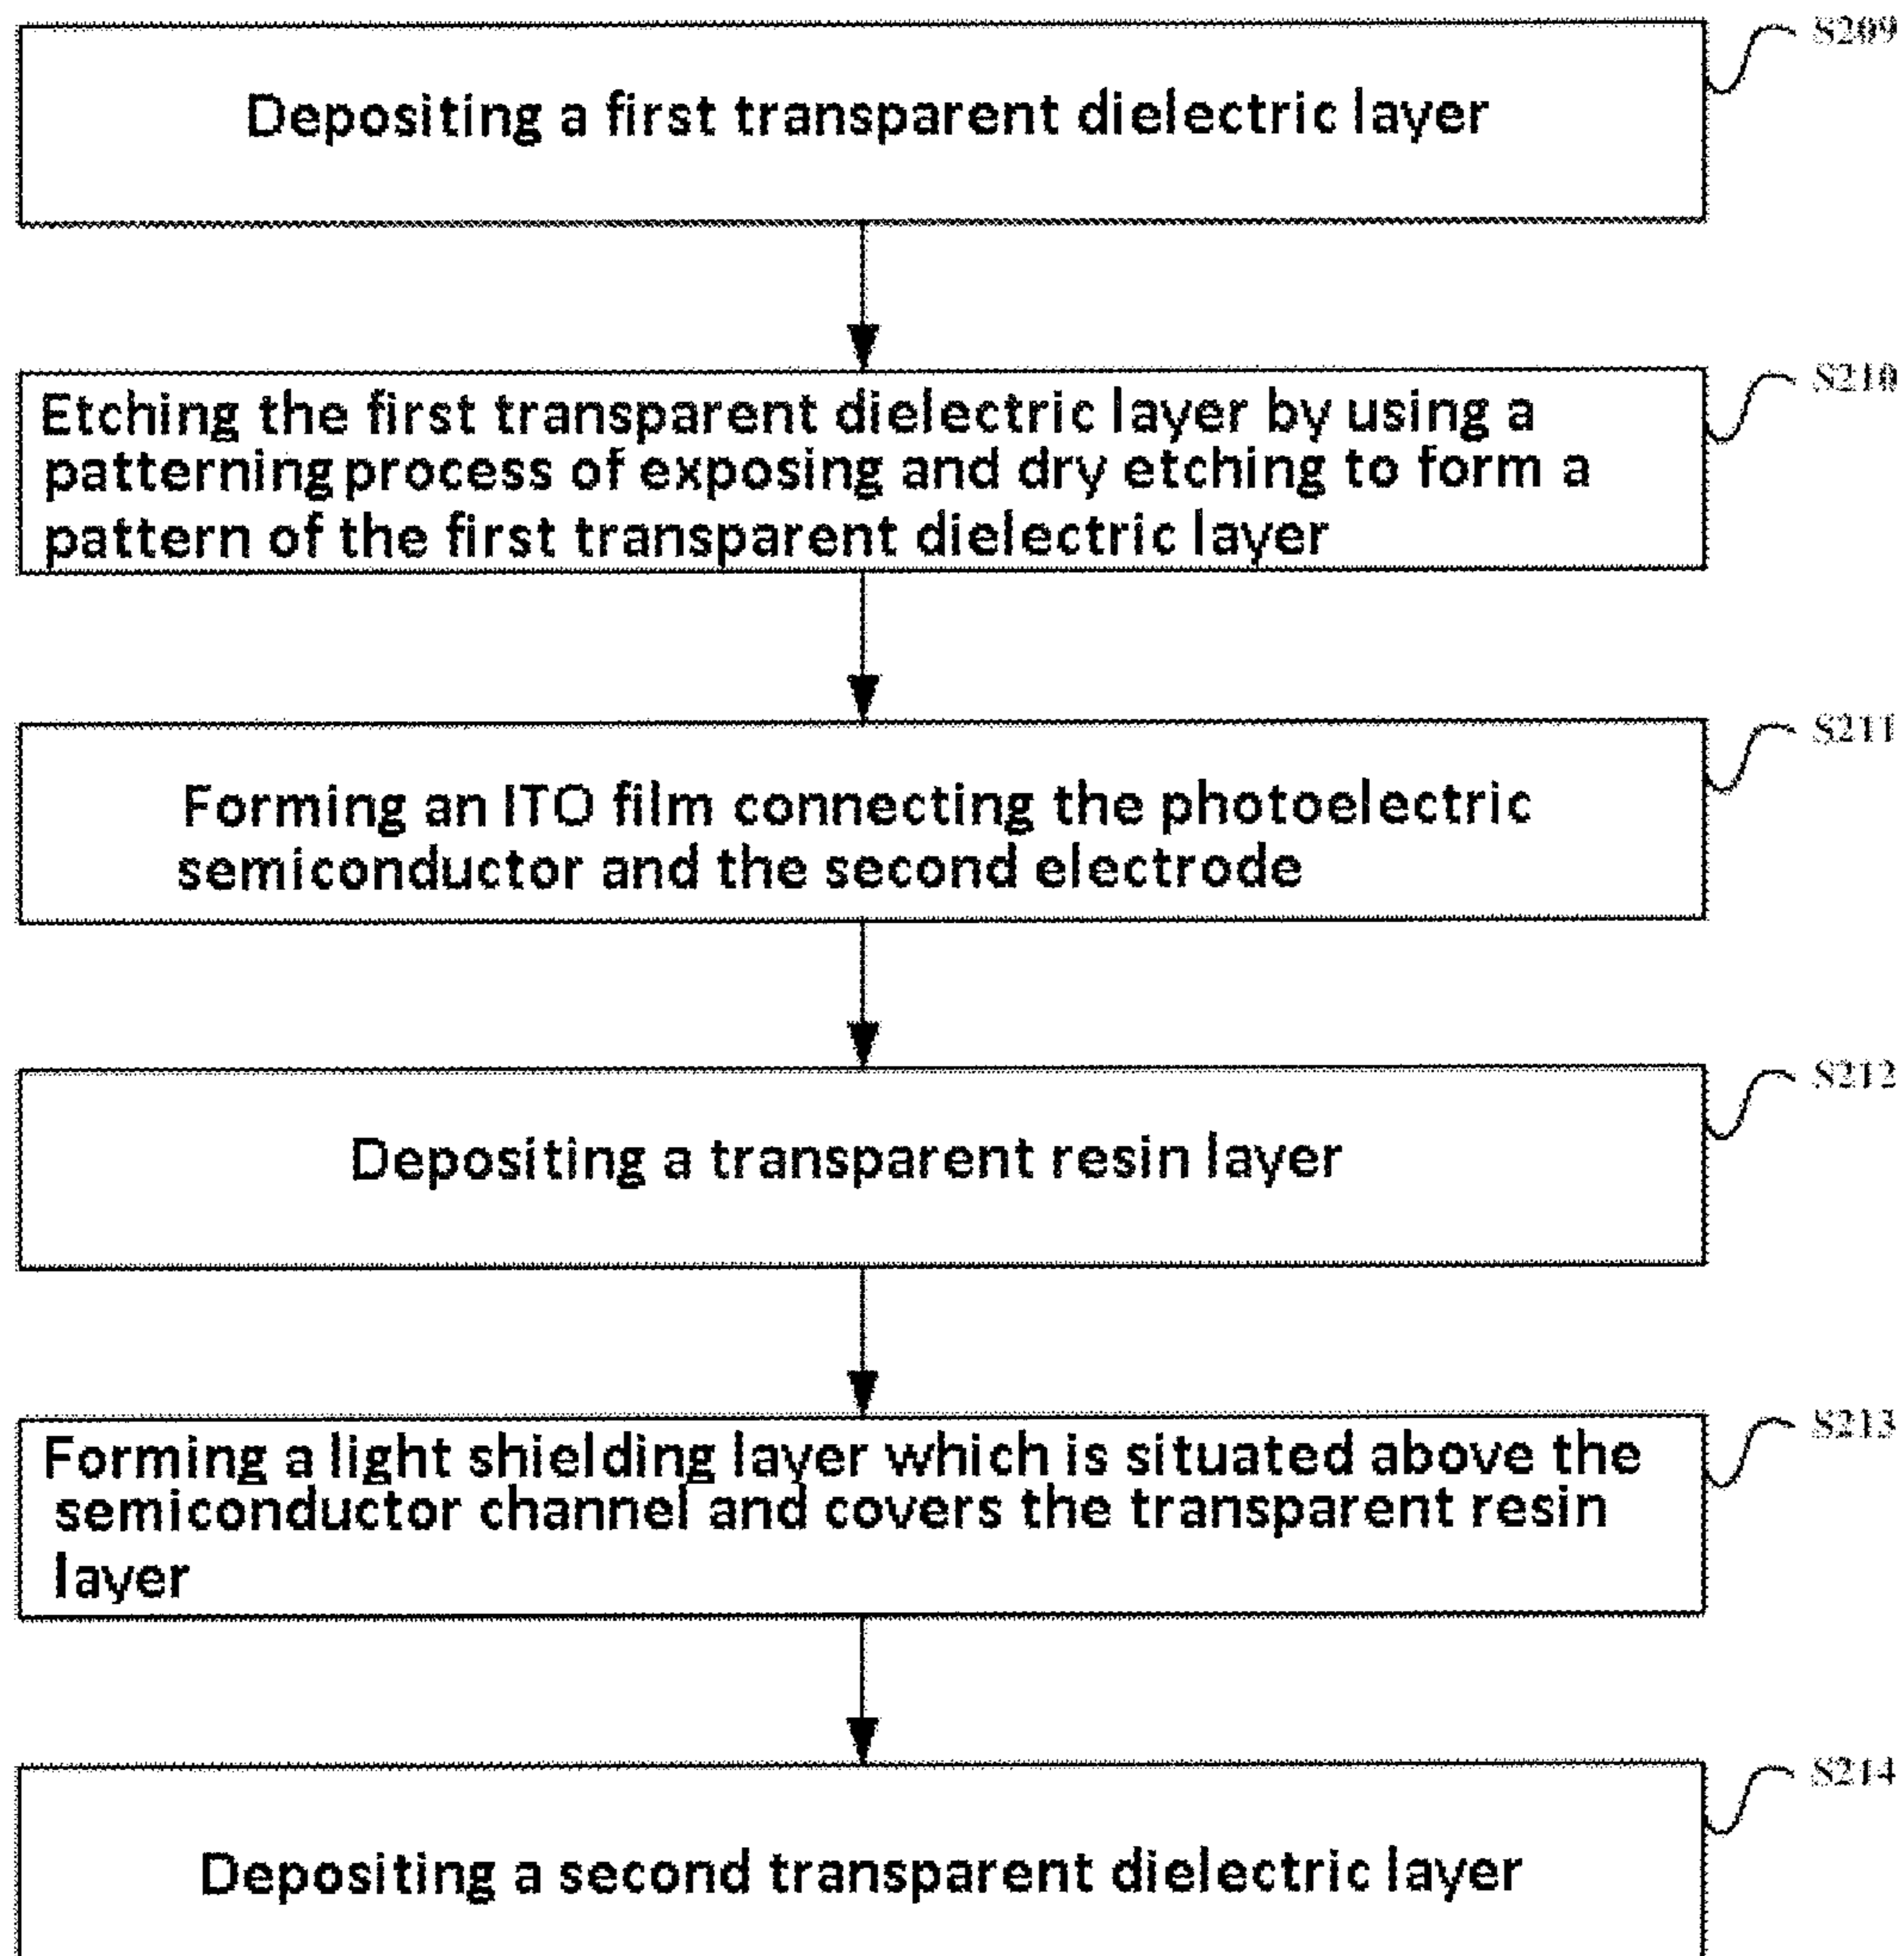 S209
Depositing a first transparent dielectric layer
S210
Etching the first transparent dielectric layer by using a
patterning process of exposing and dry etching to form a
pattern of the first transparent dielectric layer
S211
Forming an ITO film connecting the photoelectric
semiconductor and the second electrode
S212
Depositing a transparent resin layer
S213
Forming a light shielding layer which is situated above the
semiconductor channel and covers the transparent resin
layer
S214
Depositing a second transparent dielectric layer